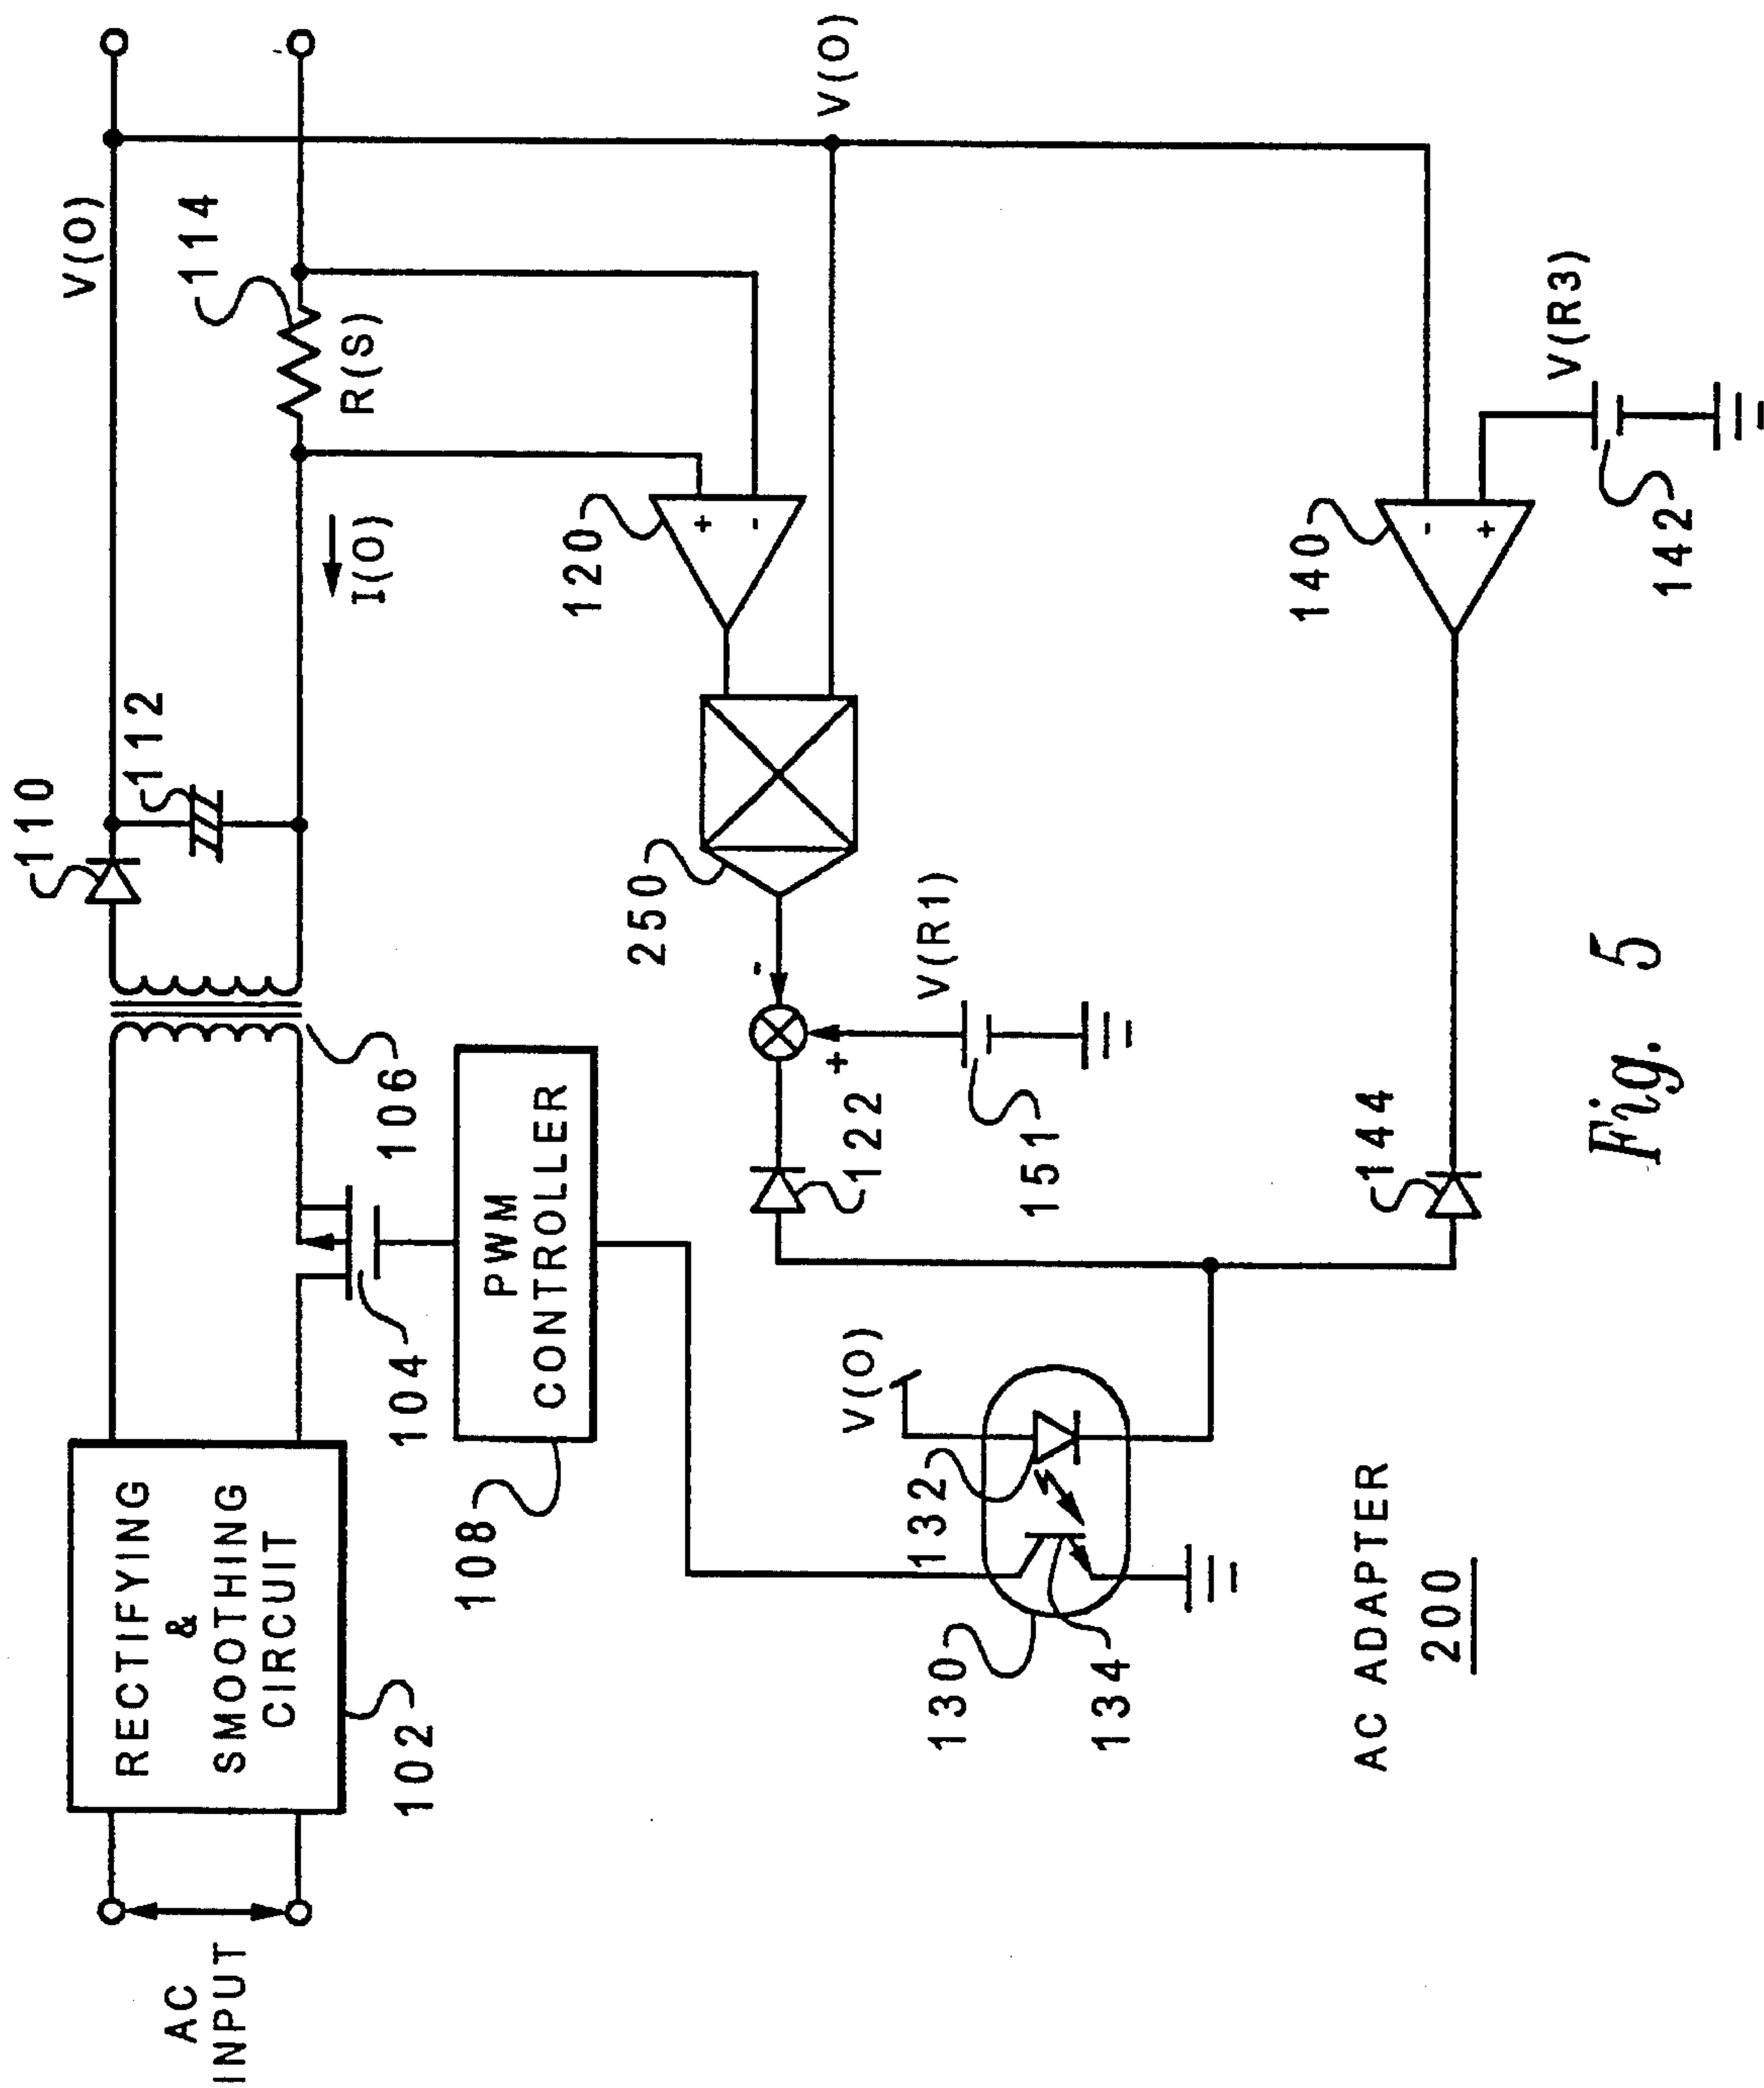 AC
INPUT
RECTIFYING
&
SMOOTHING
CIRCUIT
102
104
106
110
112
V(O)
114
R(S)
I(O)
PWM
CONTROLLER
108
120
+
-
250
-
+
V(R1)
151
122
V(O)
V(O)
132
130
134
140
-
+
V(R3)
142
144
AC ADAPTER
200
Fig. 5